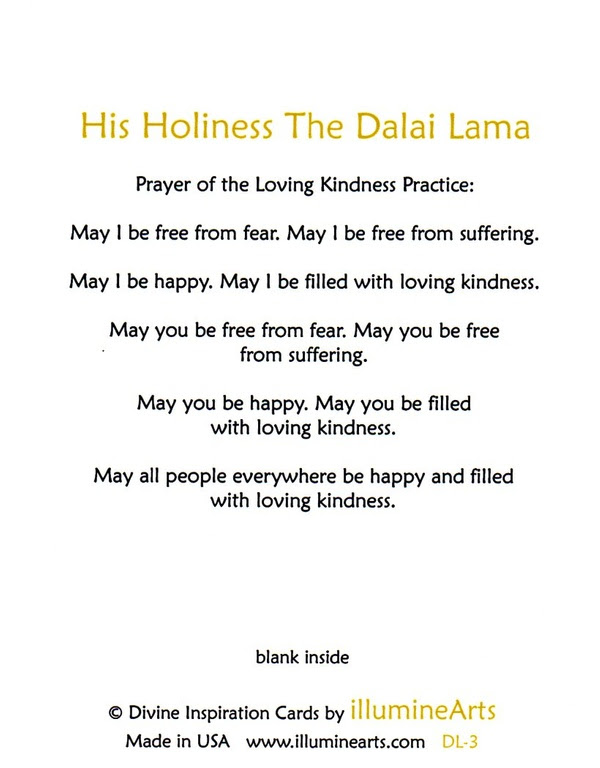 His Holiness The Dalai Lama
Prayer of the Loving Kindness Practice:
May I be free from fear. May I be free from suffering.
May I be happy. May I be filled with loving kindness.
May you be free from fear. May you be free
from suffering.
May you be happy. May you be filled
with loving kindness.
May all people everywhere be happy and filled
with loving kindness.
blank inside
© Divine Inspiration Cards by illumineArts
Made in USA www.illuminearts.com DL-3